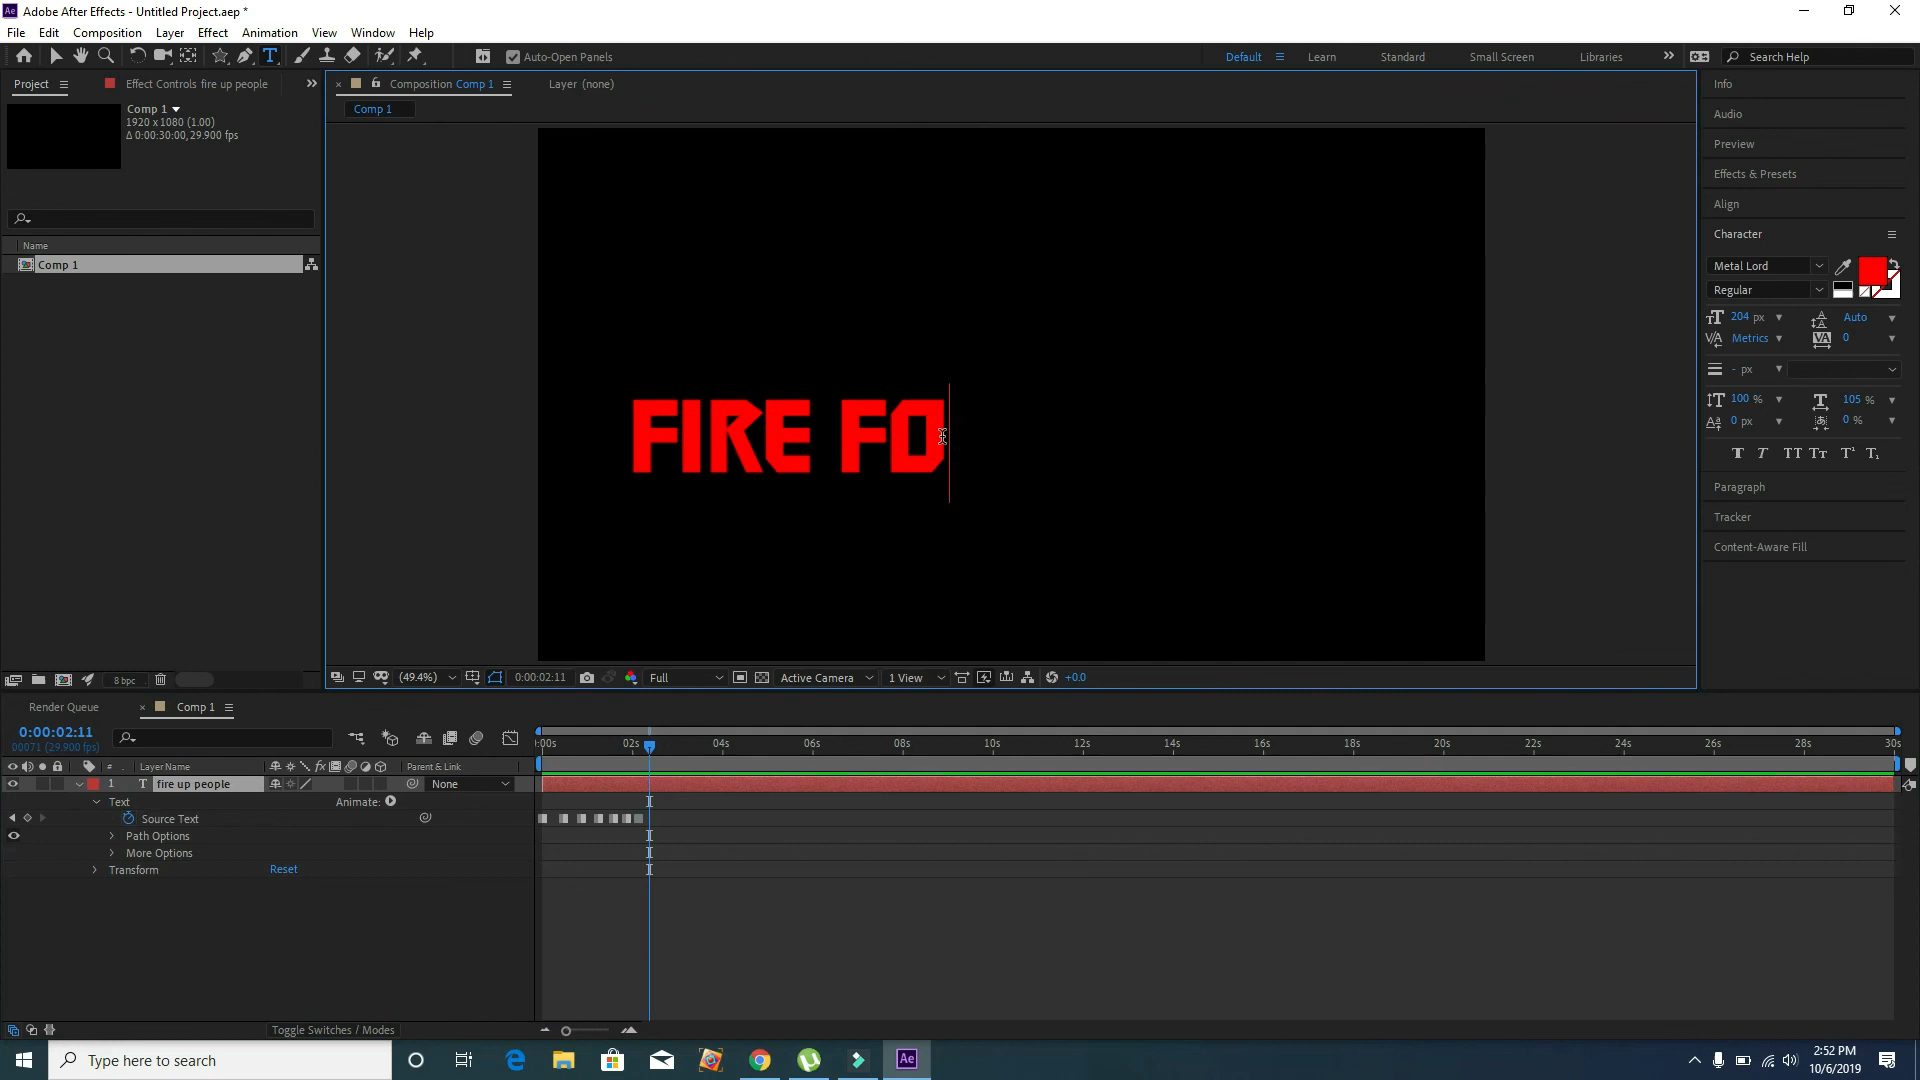 Adobe After Effects - Untitled Project.aep *
File Edit Composition Layer Effect Animation View Window Help
Auto-Open Panels
Default Learn Standard Small Screen Libraries Search Help
Project Effect Controls fire up people
Composition Comp 1 Layer (none)
Comp 1
Comp 1
1920 x 1080 (1.00)
Δ 0:00:30:00, 29.900 fps
Name
Comp 1
FIRE FO
Info
Audio
Preview
Effects & Presets
Align
Character
Metal Lord
Regular
204 px Auto
Metrics 0
- px
100 % 105 %
0 px 0 %
T T TT TT T¹ T₁
Paragraph
Tracker
Content-Aware Fill
8 bpc
(49.4%) 0:00:02:11 Full Active Camera 1 View +0.0
Render Queue Comp 1
0:00:02:11
00071 (29.900 fps)
:00s 02s 04s 06s 08s 10s 12s 14s 16s 18s 20s 22s 24s 26s 28s 30s
# Layer Name fx Parent & Link
1 T fire up people None
Text Animate:
Source Text
Path Options
More Options
Transform Reset
Toggle Switches / Modes
Type here to search
Ae
2:52 PM
10/6/2019